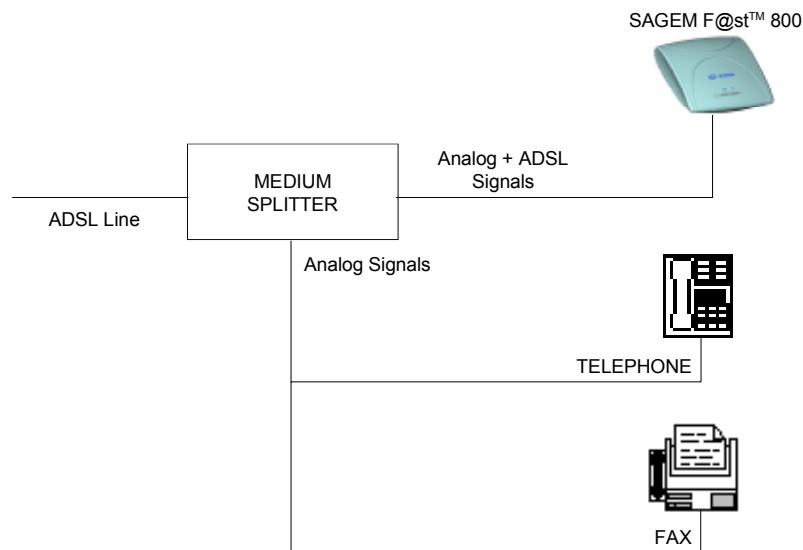 SAGEM F@st™ 800
Analog + ADSL
Signals
MEDIUM
SPLITTER
ADSL Line
Analog Signals
TELEPHONE
FAX